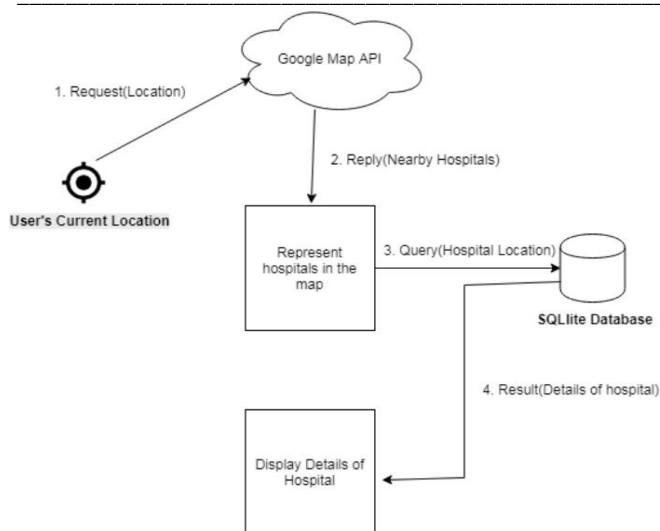 Google Map API
1. Request(Location)
2. Reply(Nearby Hospitals)
User's Current Location
Represent
hospitals in the
map
3. Query(Hospital Location)
SQLlite Database
4. Result(Details of hospital)
Display Details of
Hospital